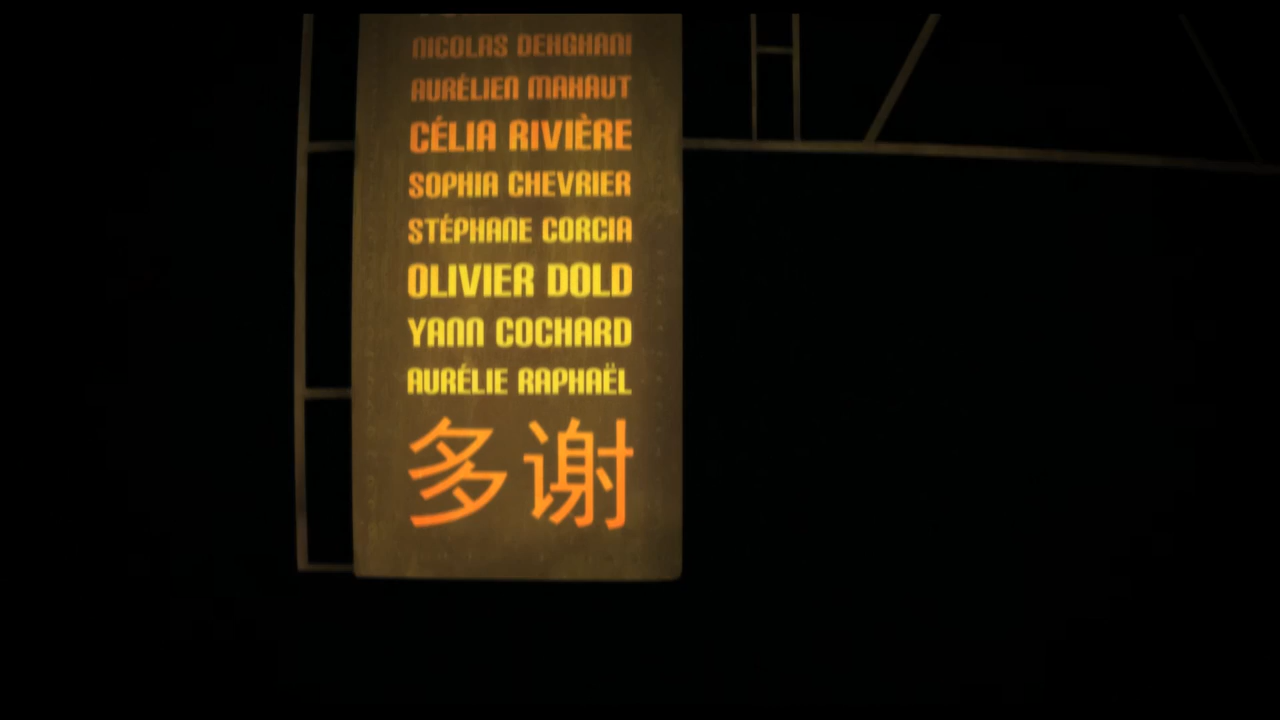 NICOLAS DEHGHANI
AURÉLIEN MAHAUT
CÉLIA RIVIÈRE
SOPHIA CHEVRIER
STÉPHANE CORCIA
OLIVIER DOLD
YANN COCHARD
AURÉLIE RAPHAËL
多谢